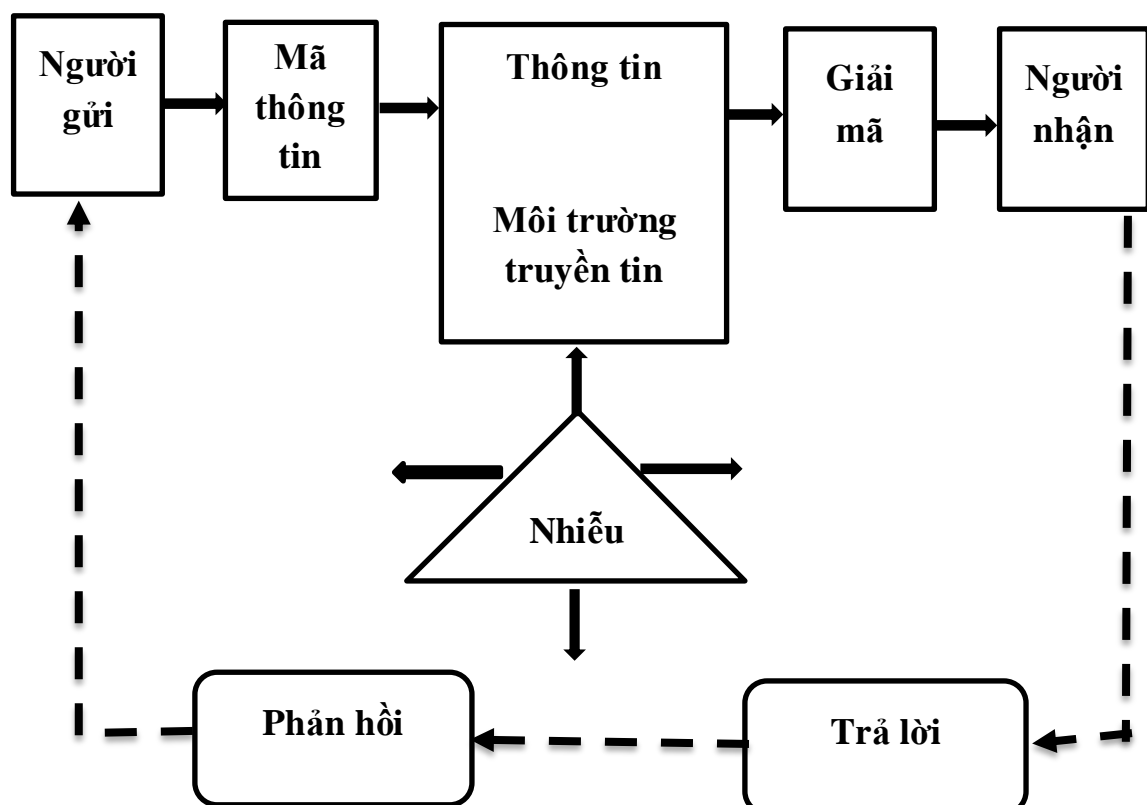 Người
gửi
Mã
thông
tin
Thông tin
Môi trường
truyền tin
Giải
mã
Người
nhận
Nhiễu
Phản hồi
Trả lời